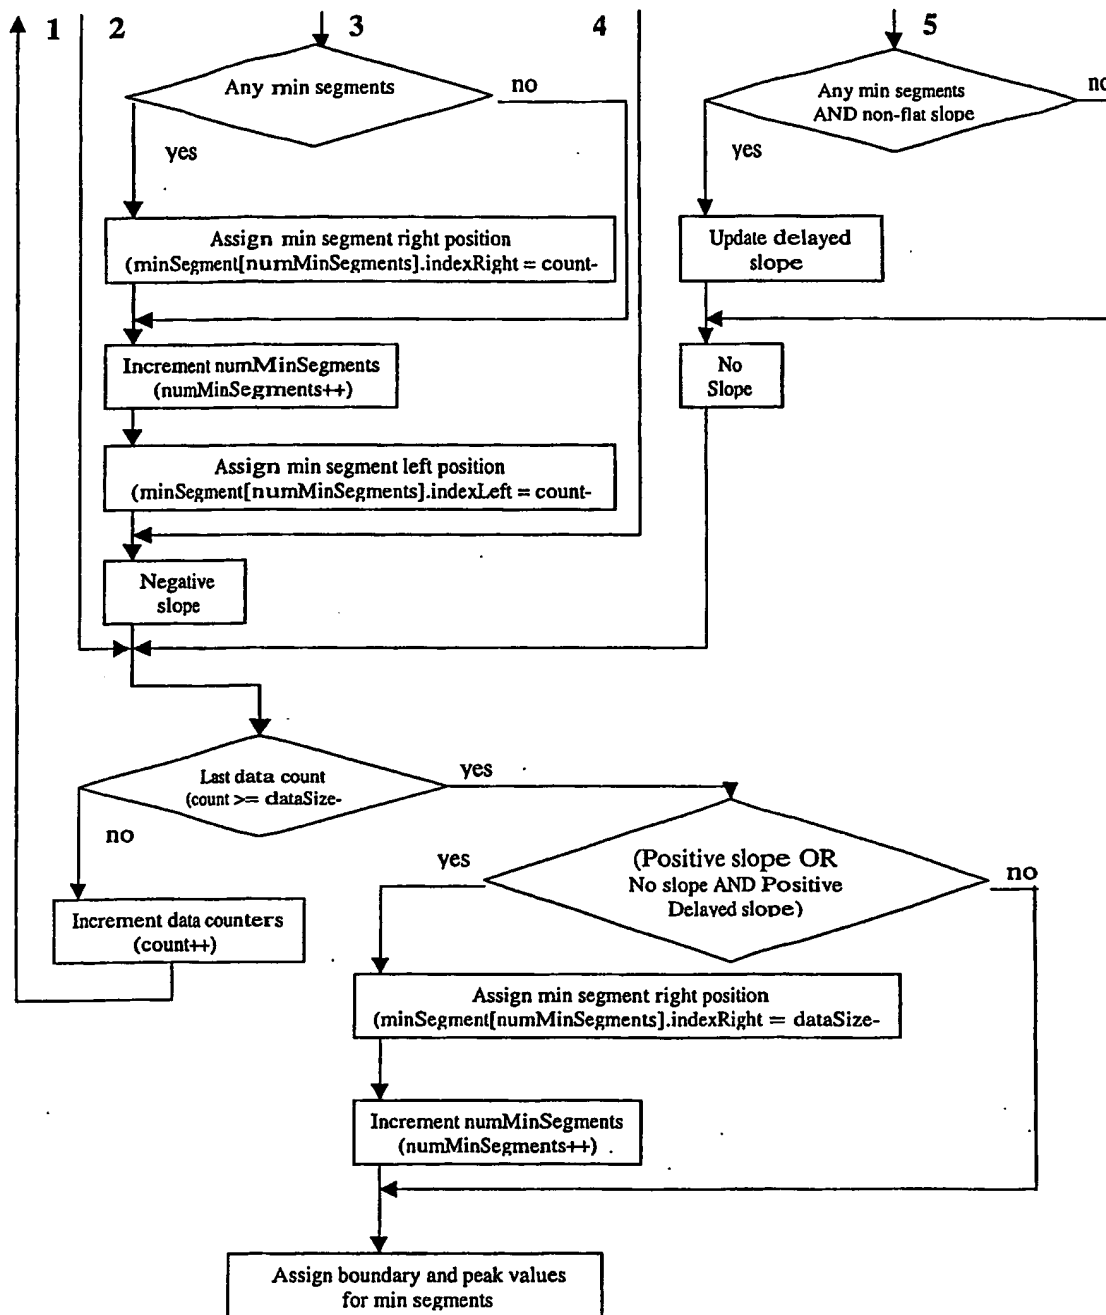 1 2 3 4 5
Any min segments
no
yes
Any min segments
AND non-flat slope
no
yes
Assign min segment right position
(minSegment[numMinSegments].indexRight = count-
Update delayed
slope
Increment numMinSegments
(numMinSegments++)
No
Slope
Assign min segment left position
(minSegment[numMinSegments].indexLeft = count-
Negative
slope
Last data count
(count >= dataSize-
yes
no
(Positive slope OR
No slope AND Positive
Delayed slope)
yes
no
Increment data counters
(count++)
Assign min segment right position
(minSegment[numMinSegments].indexRight = dataSize-
Increment numMinSegments
(numMinSegments++)
Assign boundary and peak values
for min segments